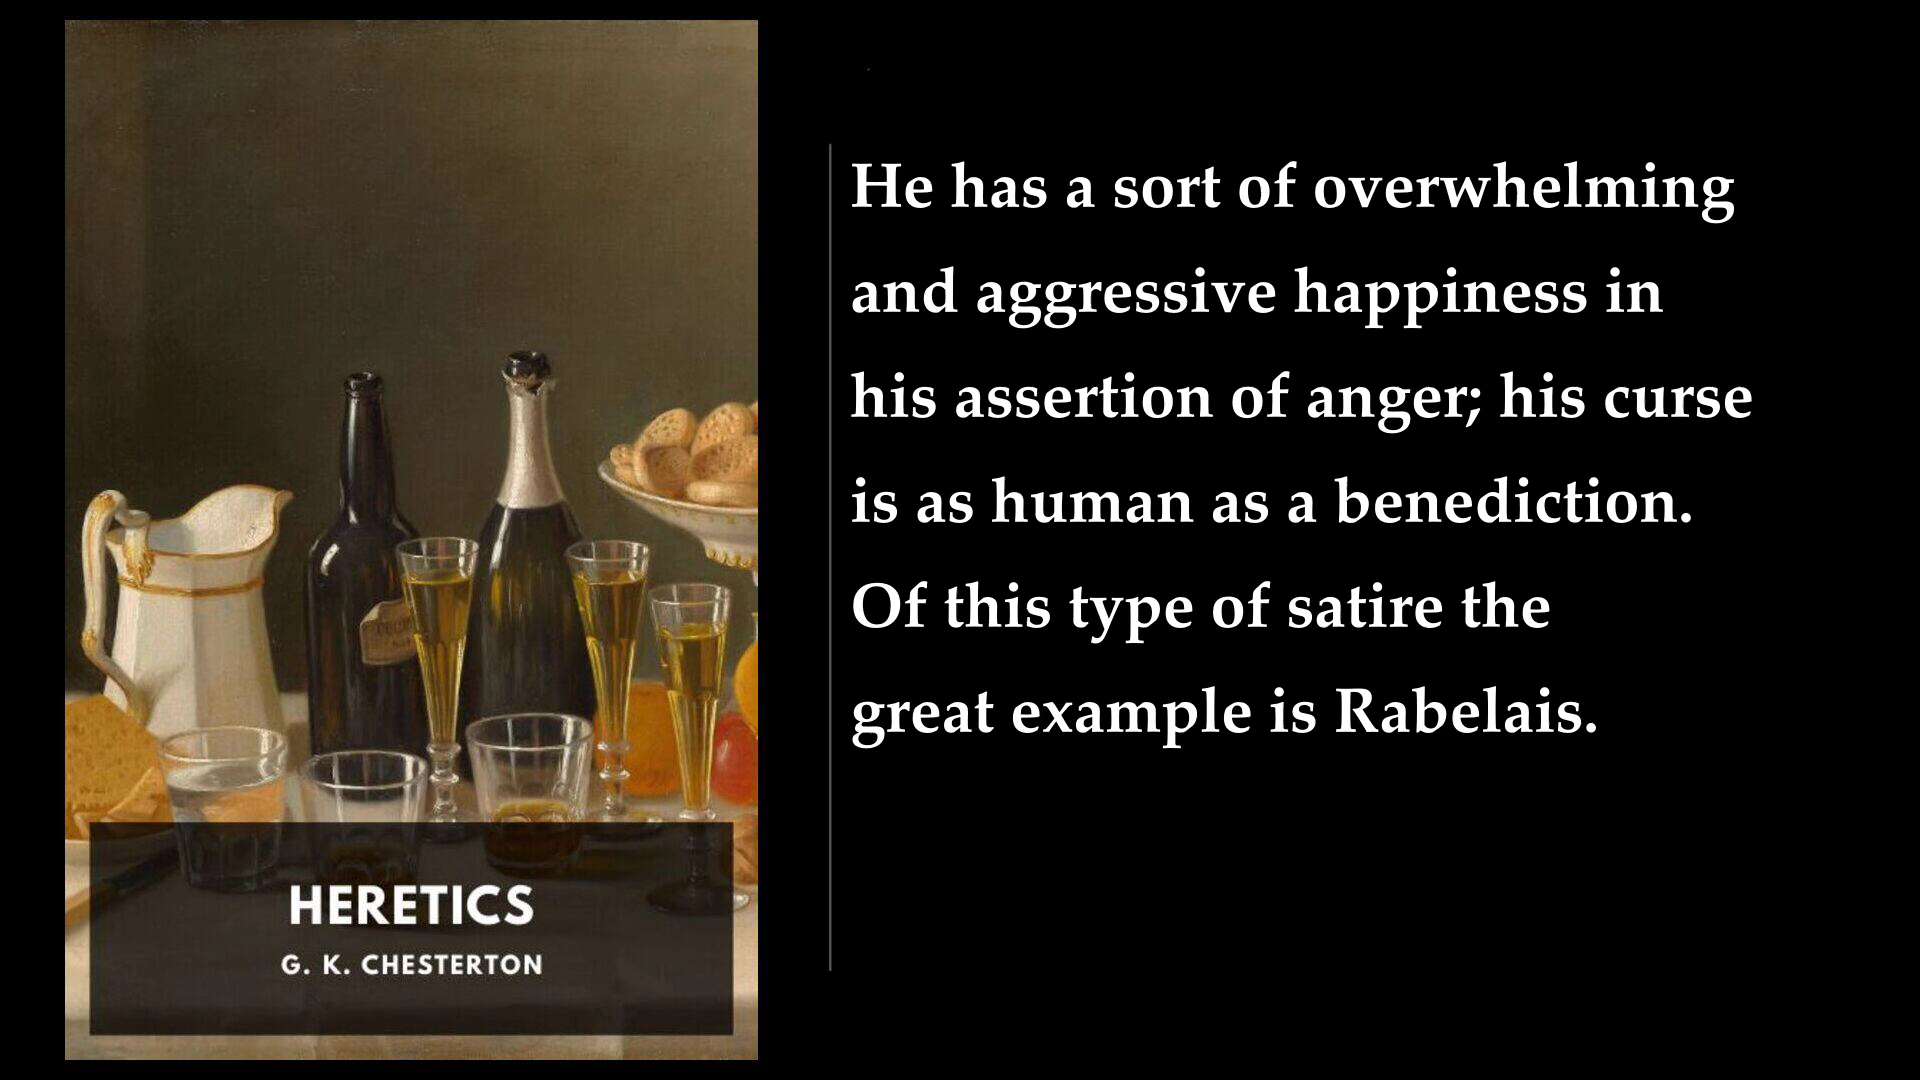 He has a sort of overwhelming
and aggressive happiness in
his assertion of anger; his curse
is as human as a benediction.
Of this type of satire the
great example is Rabelais.
HERETICS
G. K. CHESTERTON